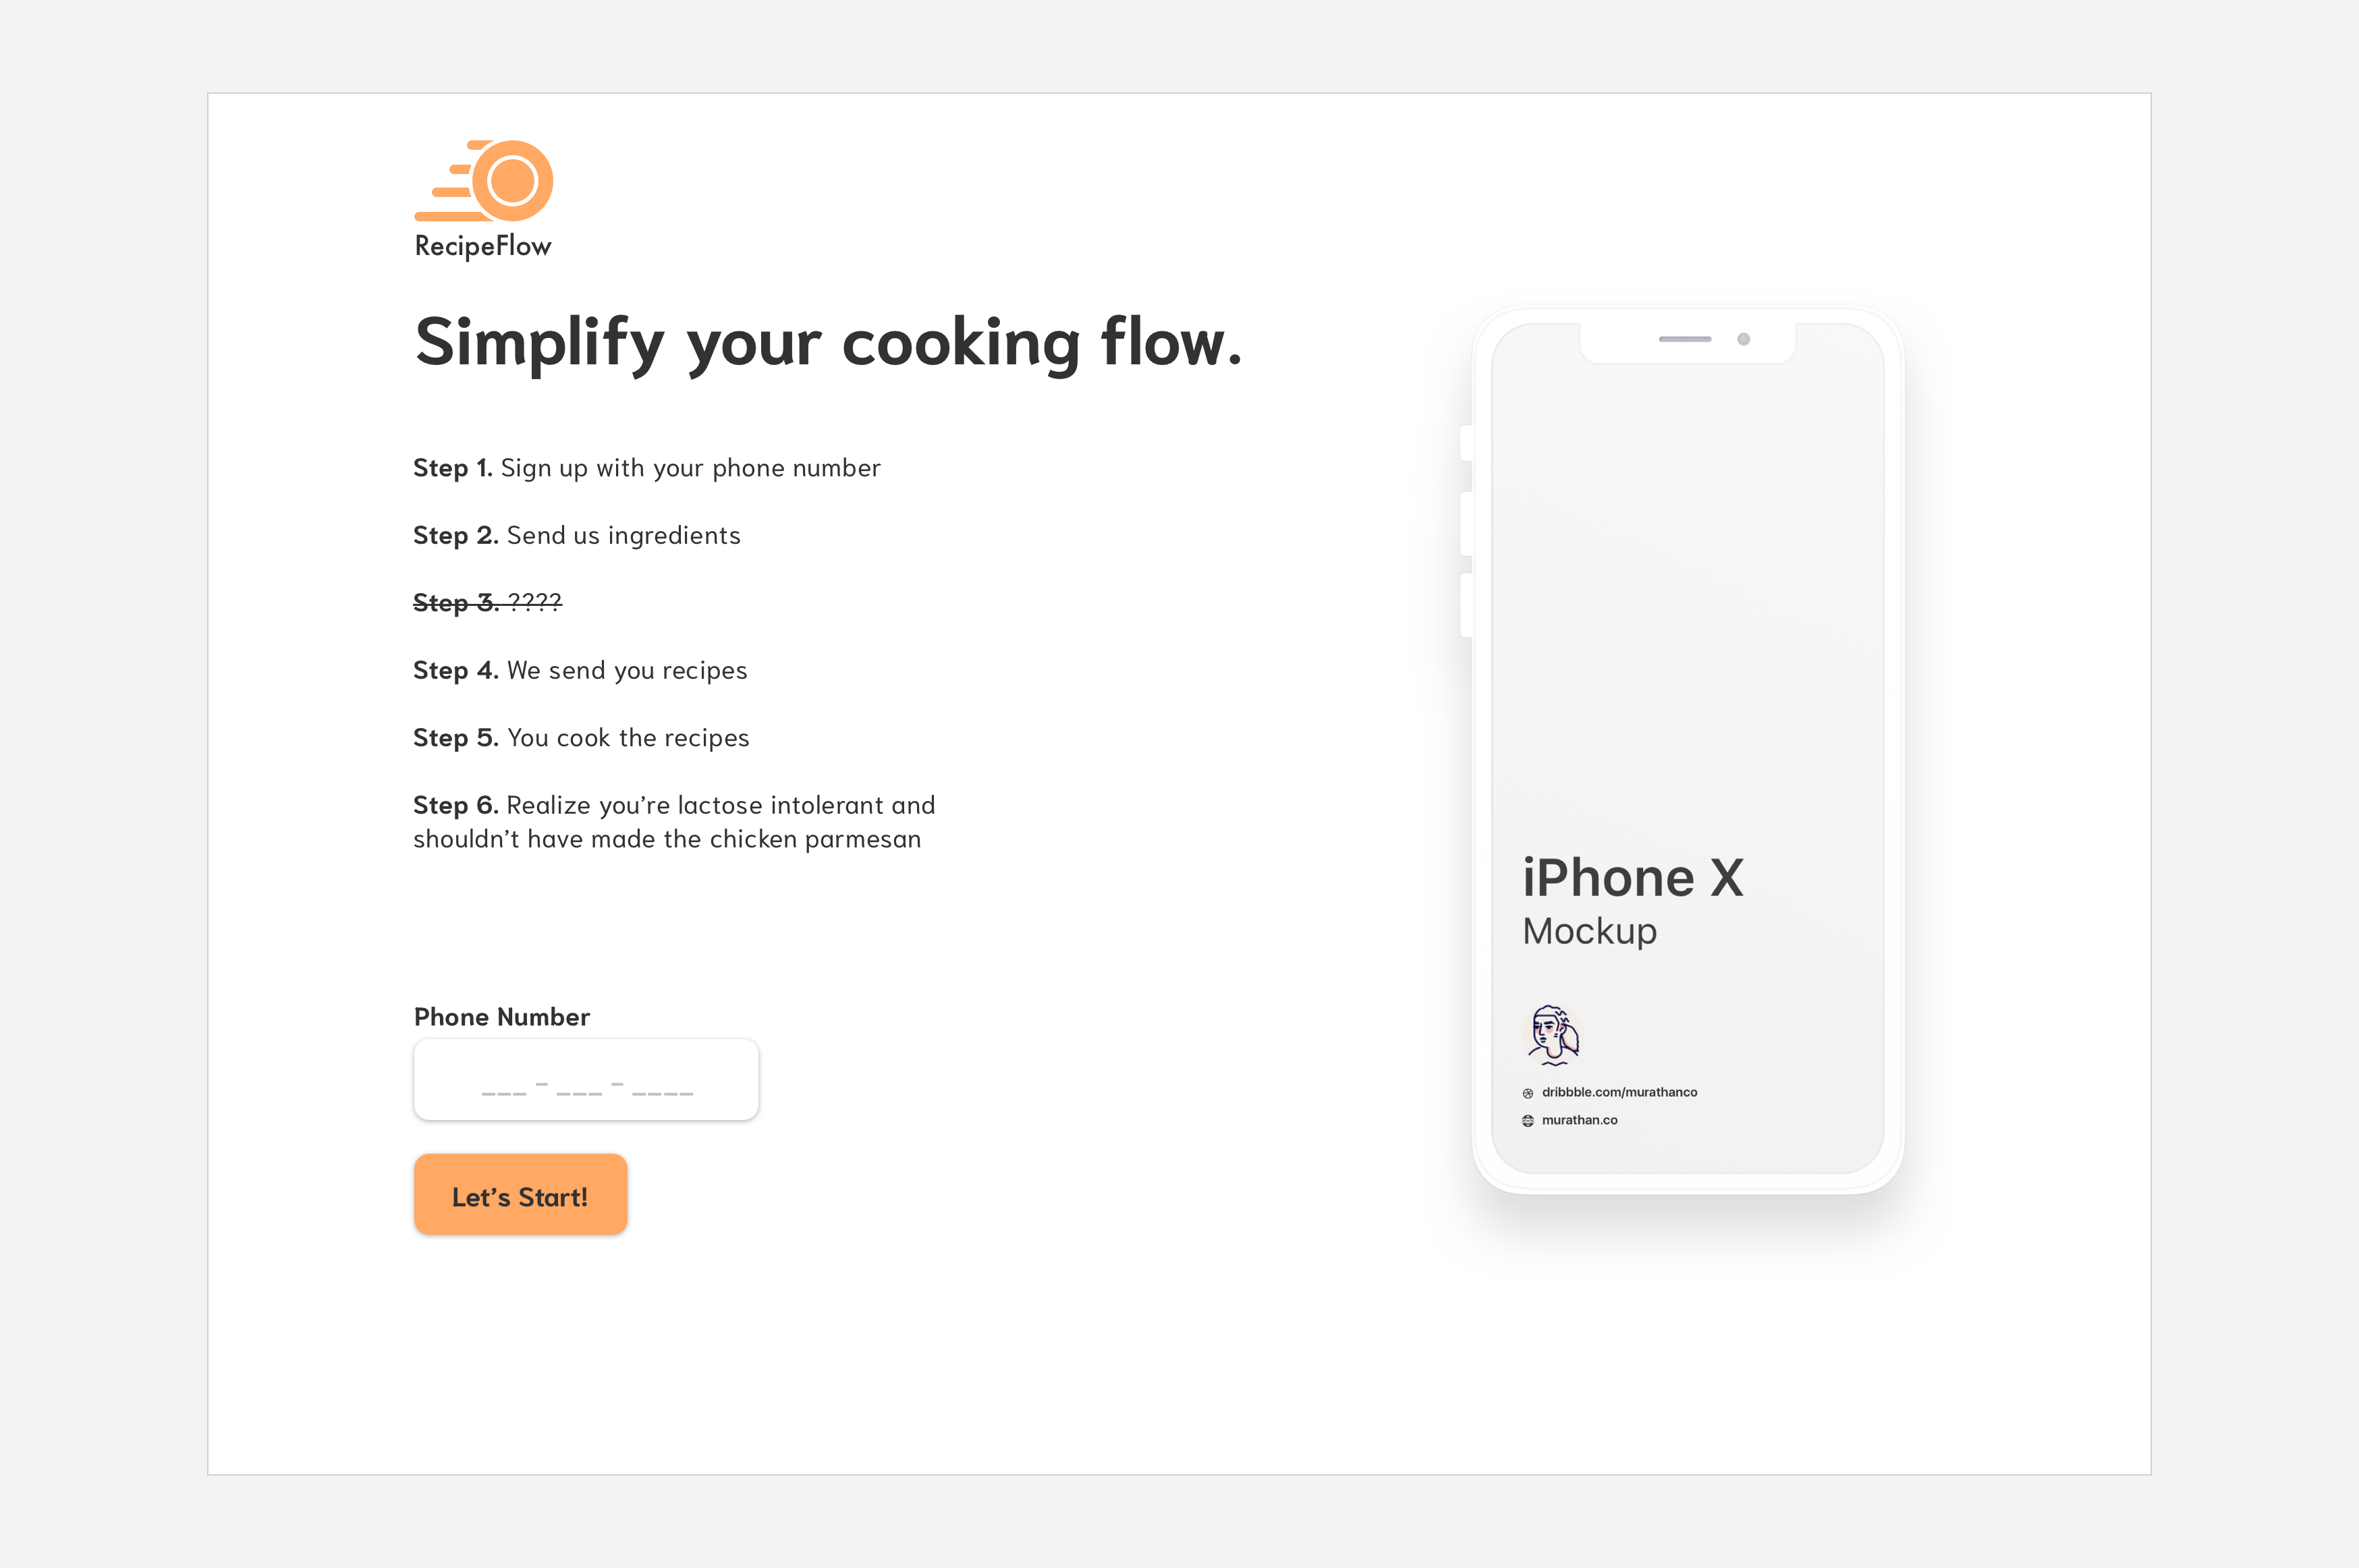 RecipeFlow
Simplify your cooking flow.
Step 1. Sign up with your phone number
Step 2. Send us ingredients
Step 3. ????
Step 4. We send you recipes
Step 5. You cook the recipes
Step 6. Realize you’re lactose intolerant and
shouldn’t have made the chicken parmesan
Phone Number
___-___-____
Let’s Start!
iPhone X
Mockup
dribbble.com/murathanco
murathan.co